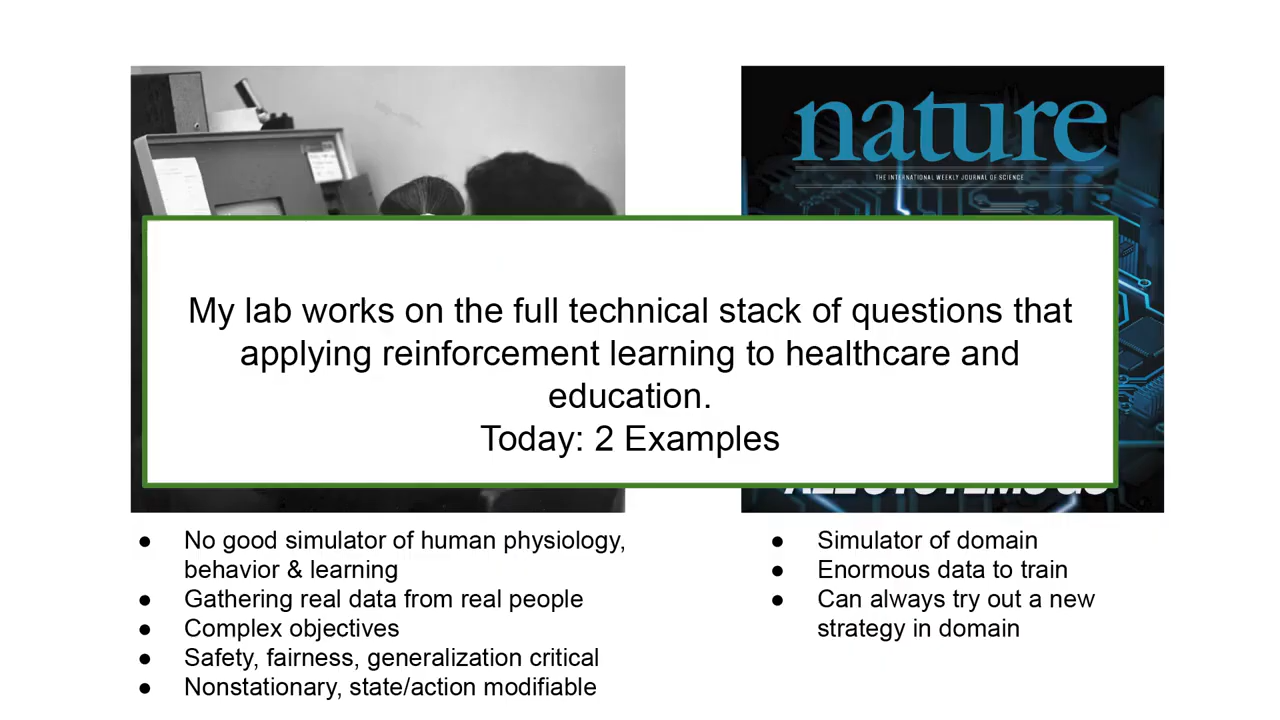 nature
THE INTERNATIONAL WEEKLY JOURNAL OF SCIENCE
My lab works on the full technical stack of questions that
applying reinforcement learning to healthcare and
education.
Today: 2 Examples
● No good simulator of human physiology,
behavior & learning
● Gathering real data from real people
● Complex objectives
● Safety, fairness, generalization critical
● Nonstationary, state/action modifiable
● Simulator of domain
● Enormous data to train
● Can always try out a new
strategy in domain